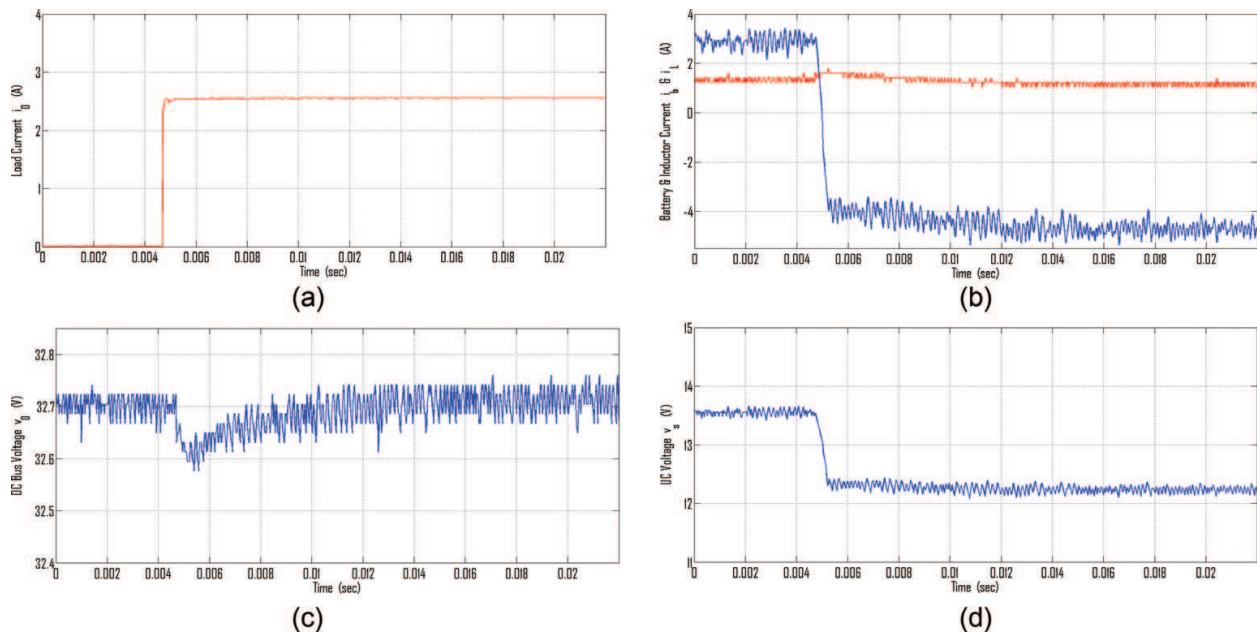 4
3
2
1
0
Load Current i_0 (A)
0 0.002 0.004 0.006 0.008 0.01 0.012 0.014 0.016 0.018 0.02
Time (sec)
(a)
4
2
0
-2
-4
Battery & Inductor Current i_b & i_L (A)
0 0.002 0.004 0.006 0.008 0.01 0.012 0.014 0.016 0.018 0.02
Time (sec)
(b)
32.8
32.7
32.6
32.5
32.4
DC Bus Voltage v_0 (V)
0 0.002 0.004 0.006 0.008 0.01 0.012 0.014 0.016 0.018 0.02
Time (sec)
(c)
15
14
13
12
11
UC Voltage v_s (V)
0 0.002 0.004 0.006 0.008 0.01 0.012 0.014 0.016 0.018 0.02
Time (sec)
(d)